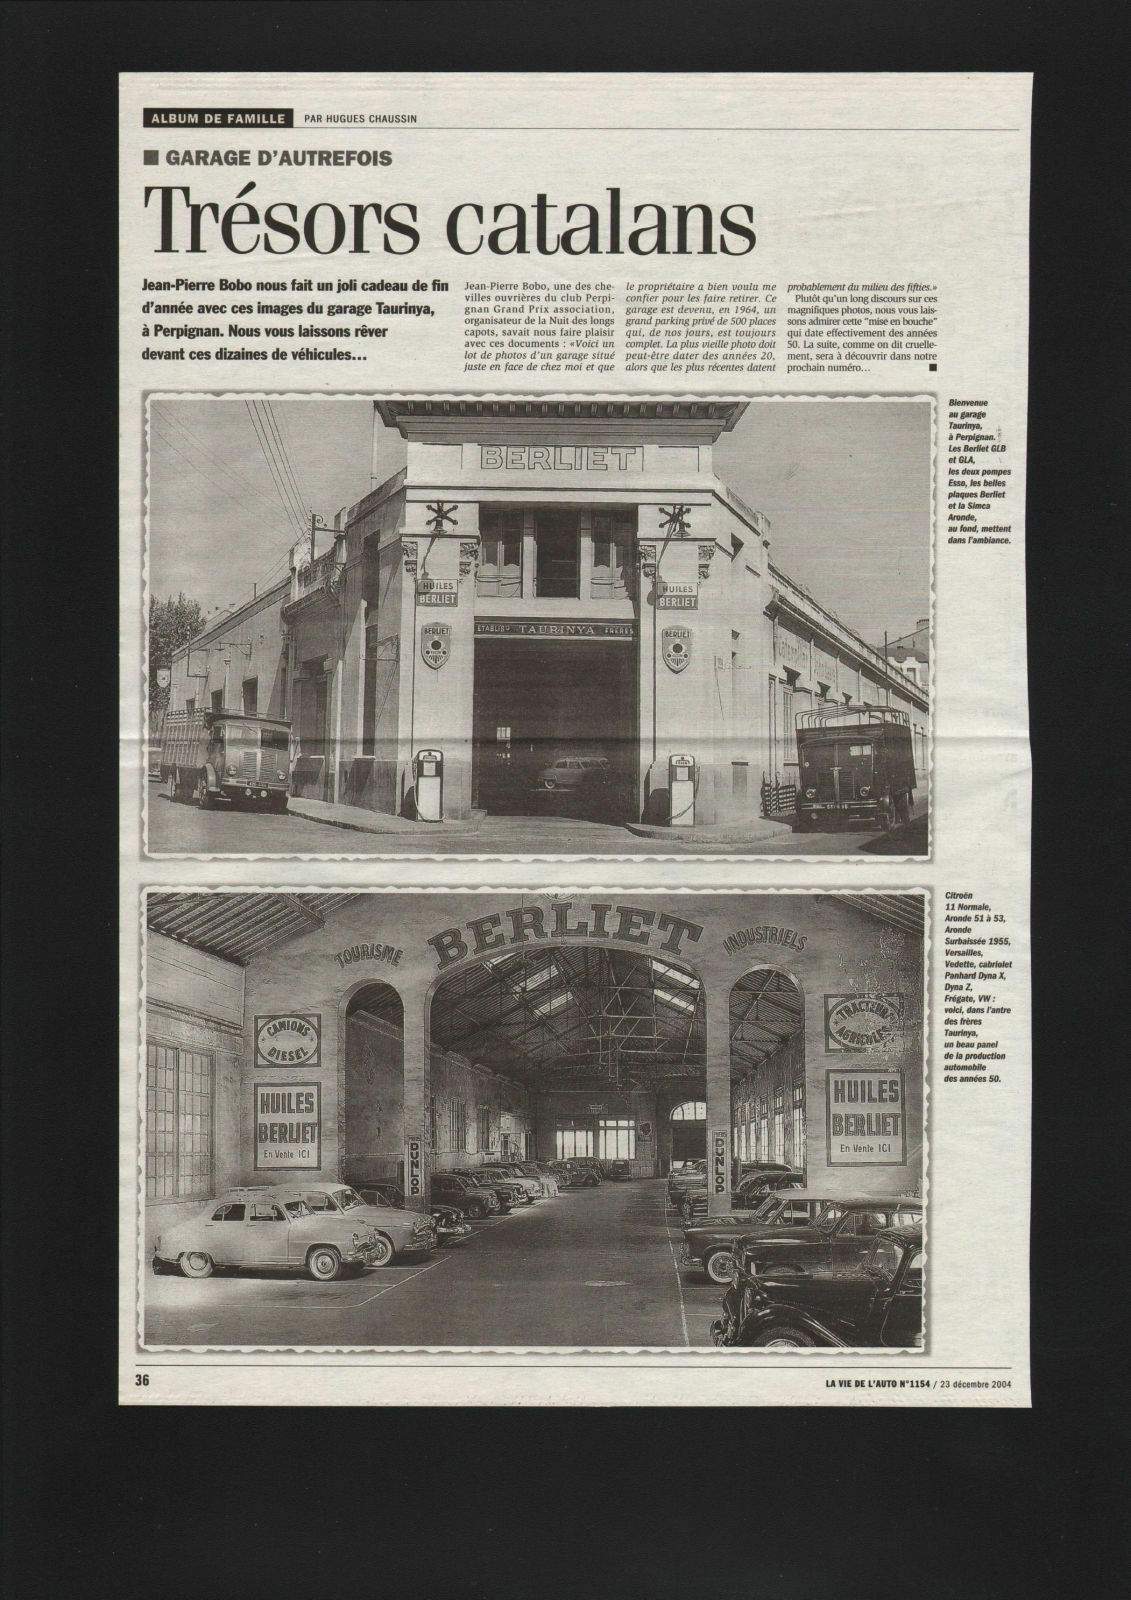 ALBUM DE FAMILLE PAR HUGUES CHAUSSIN
GARAGE D'AUTREFOIS
Trésors catalans
Jean-Pierre Bobo nous fait un joli cadeau de fin
d'année avec ces images du garage Taurinya,
à Perpignan. Nous vous laissons rêver
devant ces dizaines de véhicules...
Jean-Pierre Bobo, une des che-
villes ouvrières du club Perpi-
gnan Grand Prix association,
organisateur de la Nuit des longs
capots, savait nous faire plaisir
avec ces documents : «Voici un
lot de photos d'un garage situé
juste en face de chez moi et que
le propriétaire a bien voulu me
confier pour les faire retirer. Ce
garage est devenu, en 1964, un
grand parking privé de 500 places
qui, de nos jours, est toujours
complet. La plus vieille photo doit
peut-être dater des années 20,
alors que les plus récentes datent
probablement du milieu des fifties.»
Plutôt qu'un long discours sur ces
magnifiques photos, nous vous lais-
sons admirer cette "mise en bouche"
qui date effectivement des années
50. La suite, comme on dit cruelle-
ment, sera à découvrir dans notre
prochain numéro...
BERLIET
HUILES
BERLIET
HUILES
BERLIET
BERLIET
BERLIET
ETABLISts TAURINYA FRÈRES
Bienvenue
au garage
Taurinya,
à Perpignan.
Les Berliet GLB
et GLA,
les deux pompes
Esso, les belles
plaques Berliet
et la Simca
Aronde,
au fond, mettent
dans l'ambiance.
BERLIET
TOURISME
INDUSTRIELS
CAMIONS
DIESEL
TRACTEURS
AGRICOLES
HUILES
BERLIET
En Vente ICI
HUILES
BERLIET
En Vente ICI
DUNLOP
DUNLOP
Citroën
11 Normale,
Aronde 51 à 53,
Aronde
Surbaissée 1955,
Versailles,
Vedette, cabriolet
Panhard Dyna X,
Dyna Z,
Frégate, VW :
voici, dans l'antre
des frères
Taurinya,
un beau panel
de la production
automobile
des années 50.
36
LA VIE DE L'AUTO N°1154 / 23 décembre 2004